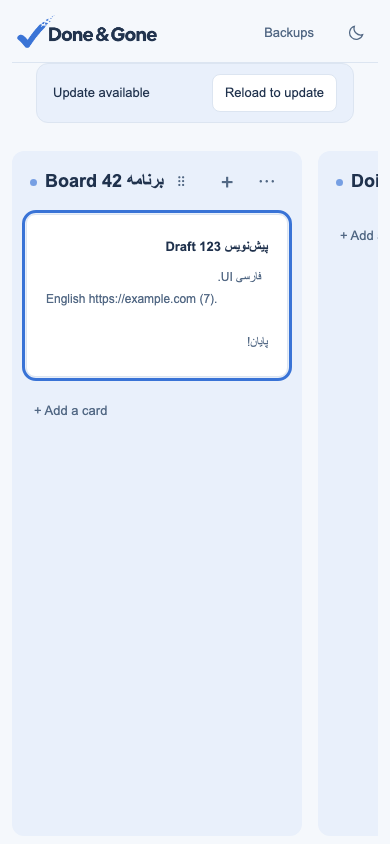 Done & Gone
Backups
Update available
Reload to update
Board 42 برنامه
+
...
Doi
پیش‌نویس Draft 123
فارسی UI.
English https://example.com (7).
پایان!
+ Add a card
+ Add